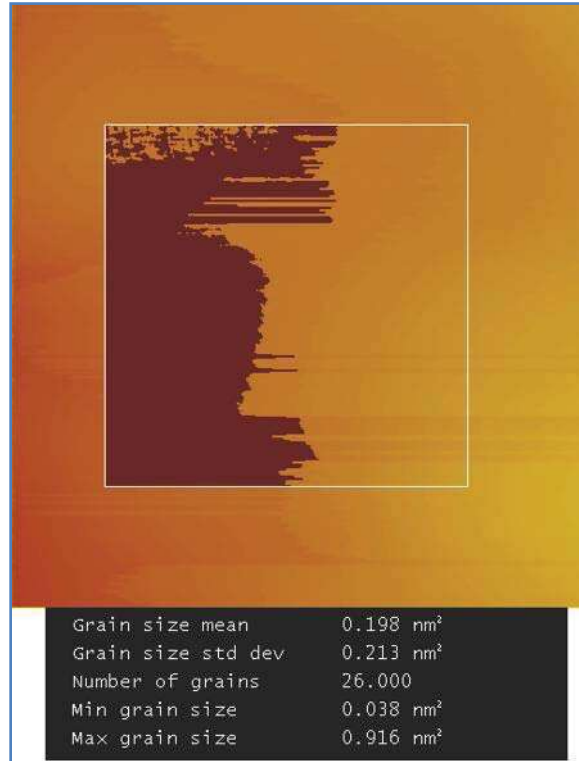 Grain size mean 0.198 nm²
Grain size std dev 0.213 nm²
Number of grains 26.000
Min grain size 0.038 nm²
Max grain size 0.916 nm²